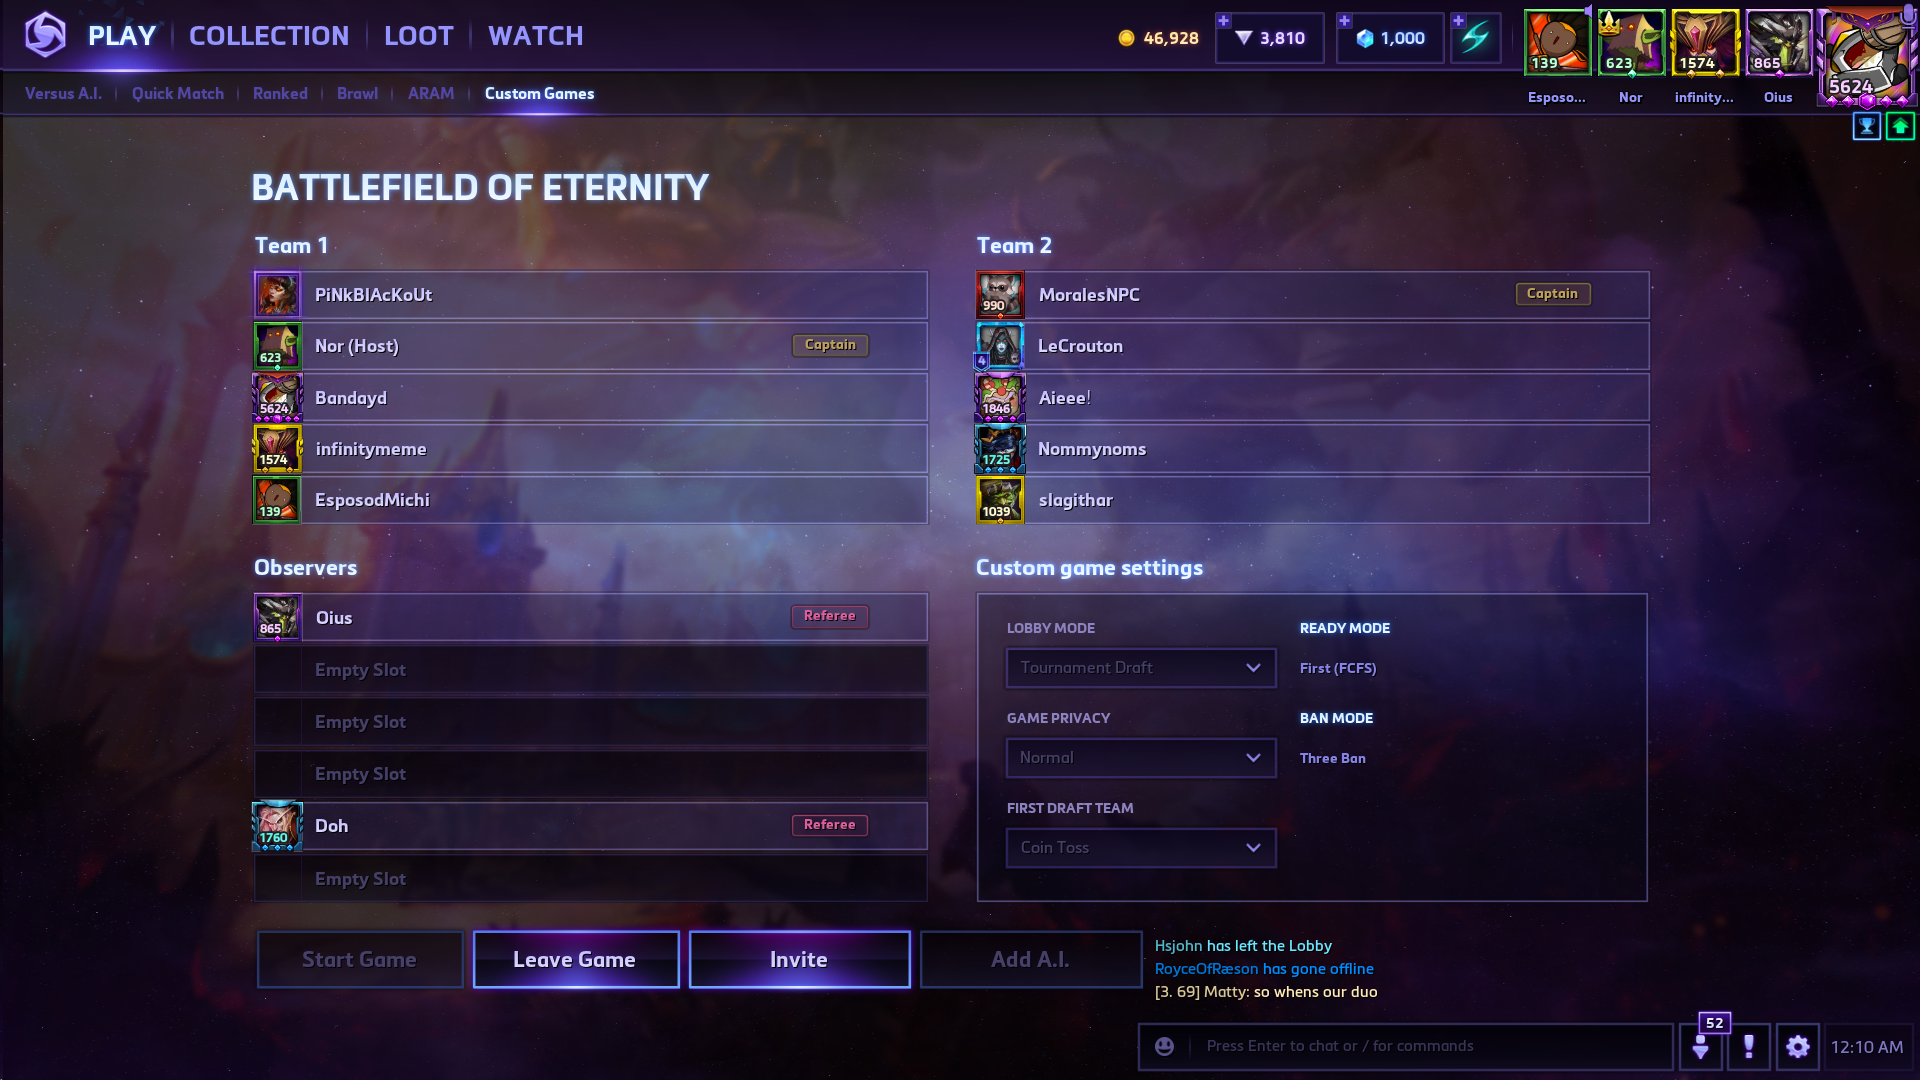 PLAY
COLLECTION
LOOT
WATCH
46,928
3,810
1,000
139
623
1574
865
5624
Esposo...
Nor
infinity...
Oius
Versus A.I.
Quick Match
Ranked
Brawl
ARAM
Custom Games
BATTLEFIELD OF ETERNITY
Team 1
PiNkBlAcKoUt
623
Nor (Host)
Captain
5624
Bandayd
1574
infinitymeme
139
EsposodMichi
Team 2
990
MoralesNPC
Captain
4
LeCrouton
1846
Aieee!
1725
Nommynoms
1039
slagithar
Observers
865
Oius
Referee
Empty Slot
Empty Slot
Empty Slot
1760
Doh
Referee
Empty Slot
Custom game settings
LOBBY MODE
Tournament Draft
READY MODE
First (FCFS)
GAME PRIVACY
Normal
BAN MODE
Three Ban
FIRST DRAFT TEAM
Coin Toss
Start Game
Leave Game
Invite
Add A.I.
Hsjohn has left the Lobby
RoyceOfRæson has gone offline
[3. 69] Matty: so whens our duo
Press Enter to chat or / for commands
52
12:10 AM